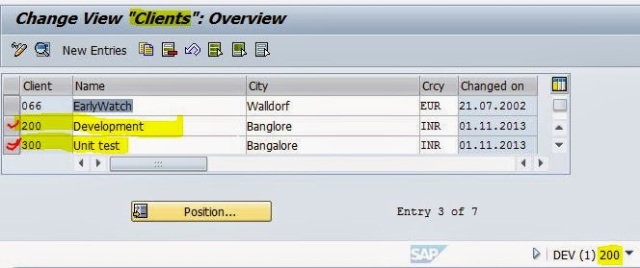 Change View "Clients": Overview
New Entries
Client Name City Crcy Changed on
066 EarlyWatch Walldorf EUR 21.07.2002
200 Development Banglore INR 01.11.2013
300 Unit test Bangalore INR 01.11.2013
Position... Entry 3 of 7
SAP DEV (1) 200